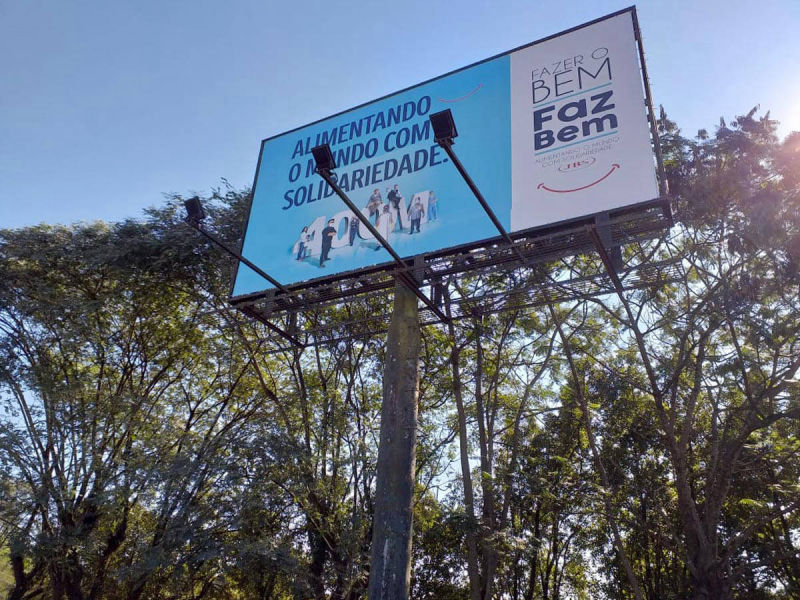 ALIMENTANDO
O MUNDO COM
SOLIDARIEDADE.
FAZER O
BEM
Faz
Bem
ALIMENTANDO O MUNDO
COM SOLIDARIEDADE
JBS